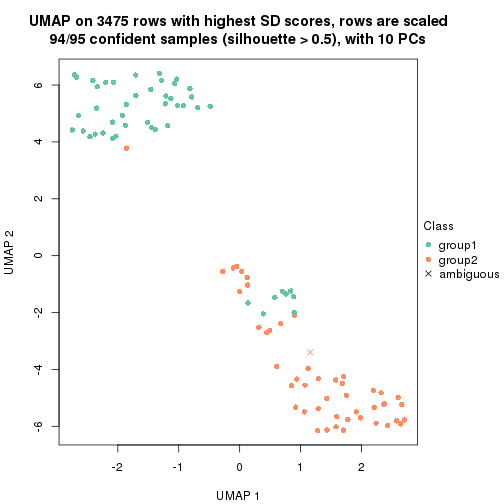 UMAP on 3475 rows with highest SD scores, rows are scaled
94/95 confident samples (silhouette > 0.5), with 10 PCs
6
4
2
0
-2
-4
-6
UMAP 2
-2
-1
0
1
2
UMAP 1
Class
group1
group2
ambiguous